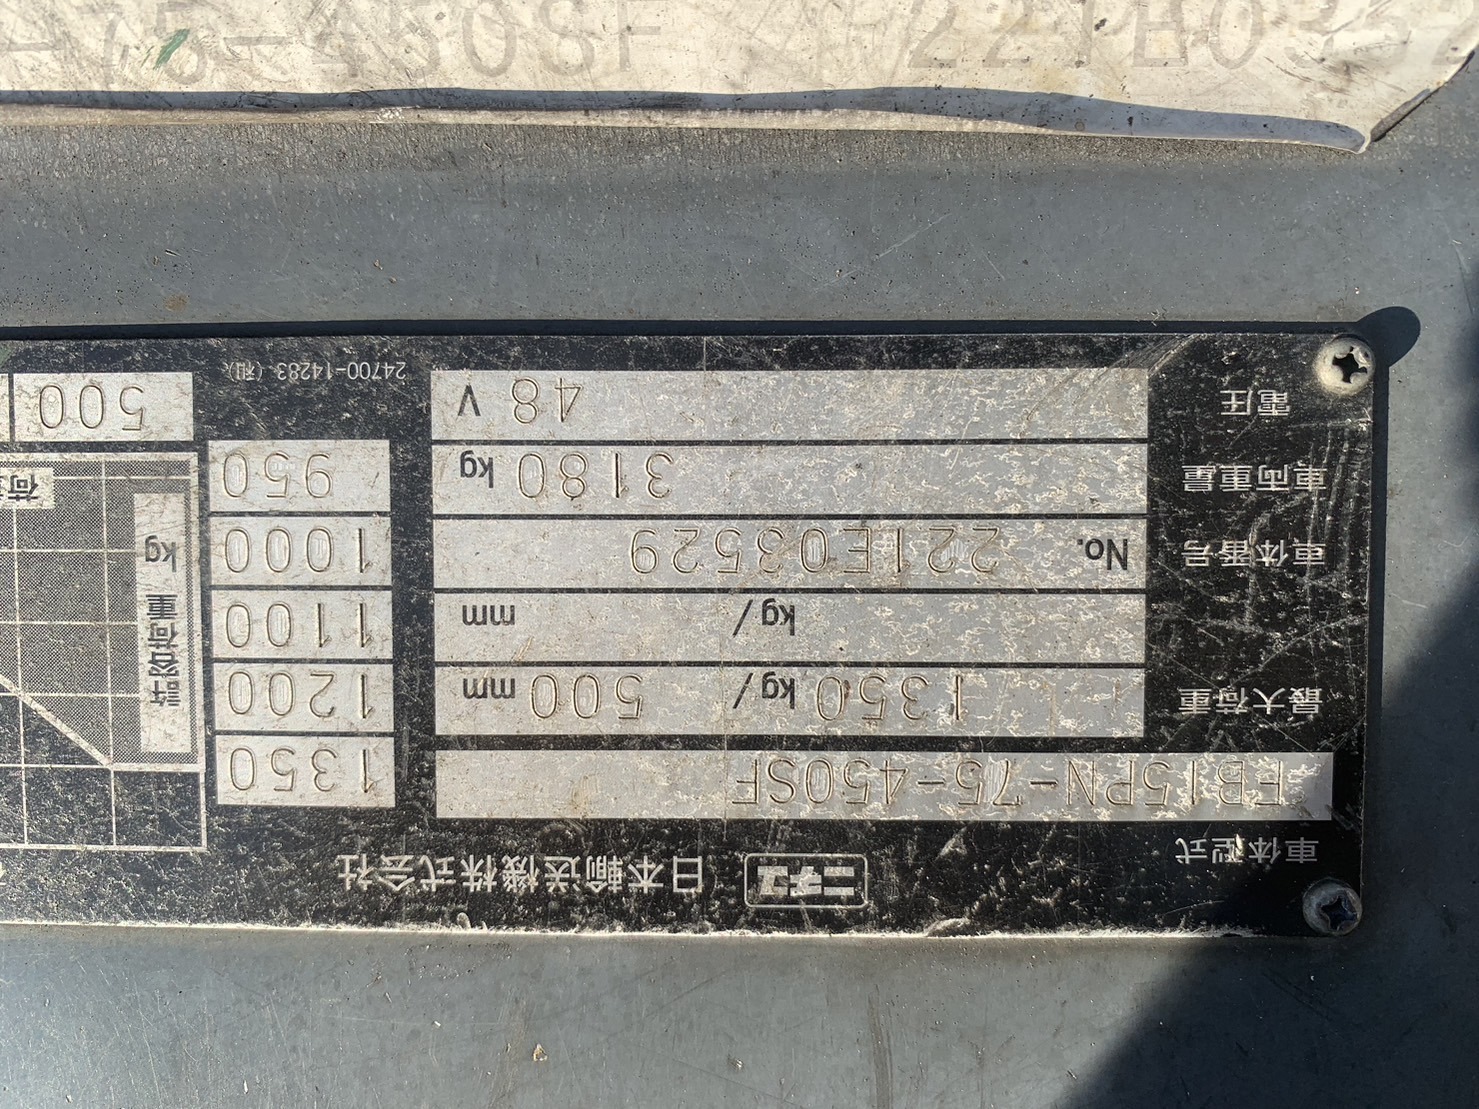 車体型式
ニチユ 日本輸送機株式会社
FB15PN-75-450SF
最大荷重 1350 kg/ 500 mm
kg/ mm
車体番号 No. 221E03529
車両重量 3180 kg
電圧 48 V
24700-14283 (和)
1350
1200
1100
1000
950
許容荷重 kg
500
-75-450SF